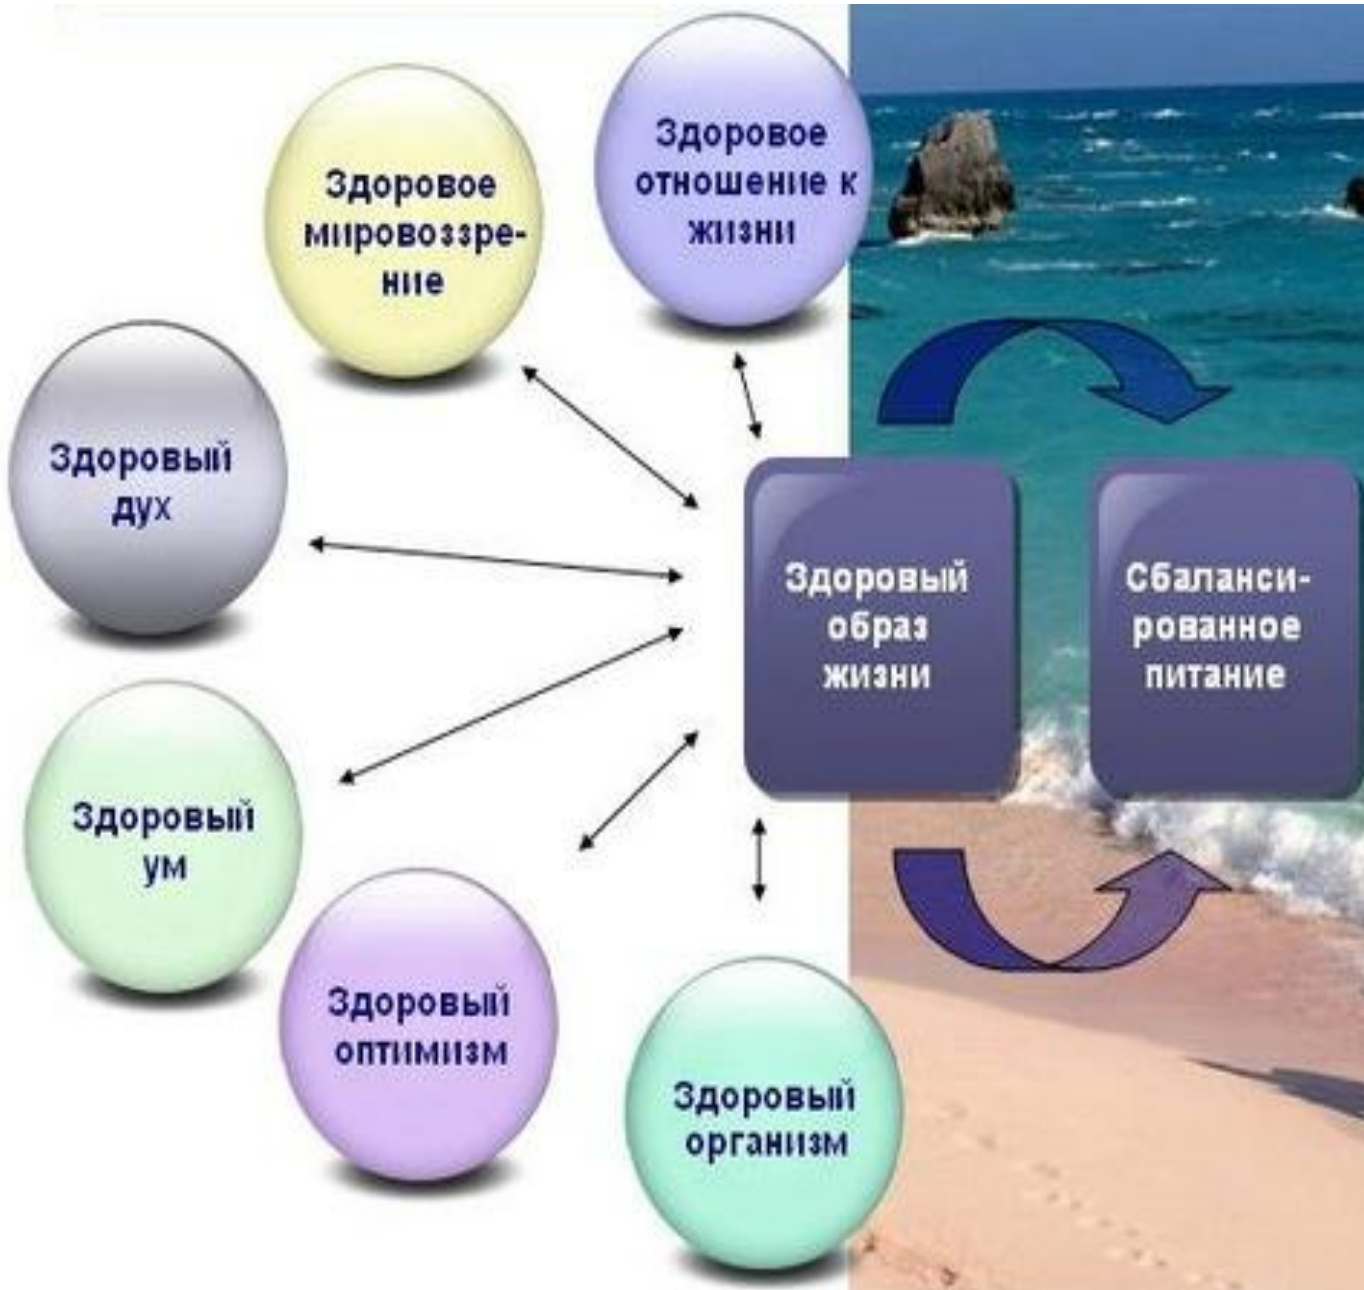 Здоровое
отношение к
жизни
Здоровое
мировоззре-
ние
Здоровый
дух
Здоровый
ум
Здоровый
оптимизм
Здоровый
организм
Здоровый
образ
жизни
Сбаланси-
рованное
питание